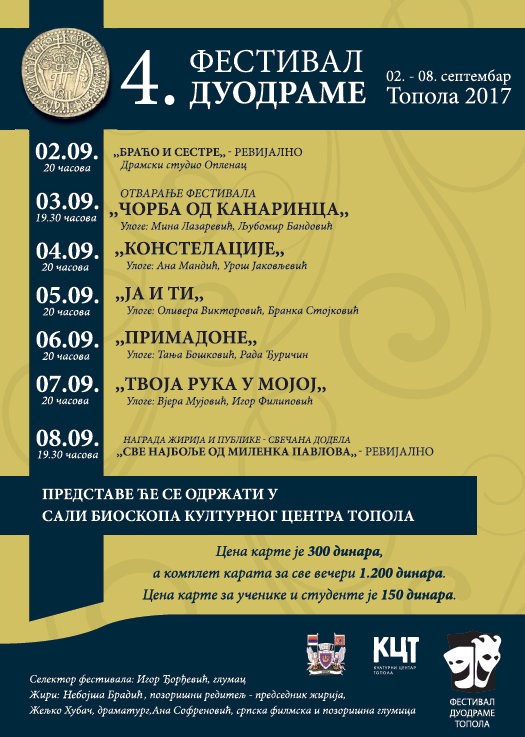 4. ФЕСТИВАЛ
ДУОДРАМЕ
02. - 08. септембар
Топола 2017
02.09.
20 часова
„БРАЋО И СЕСТРЕ„ - РЕВИЈАЛНО
Драмски студио Опленац
03.09.
19.30 часова
ОТВАРАЊЕ ФЕСТИВАЛА
„ЧОРБА ОД КАНАРИНЦА„
Улоге: Мина Лазаревић, Љубомир Бандовић
04.09.
20 часова
„КОНСТЕЛАЦИЈЕ„
Улоге: Ана Мандић, Урош Јаковљевић
05.09.
20 часова
„ЈА И ТИ„
Улоге: Оливера Викторовић, Бранка Стојковић
06.09.
20 часова
„ПРИМАДОНЕ„
Улоге: Тања Бошковић, Рада Ђуричин
07.09.
20 часова
„ТВОЈА РУКА У МОЈОЈ„
Улоге: Вјера Мујовић, Игор Филиповић
08.09.
19.30 часова
НАГРАДА ЖИРИЈА И ПУБЛИКЕ - СВЕЧАНА ДОДЕЛА
„СВЕ НАЈБОЉЕ ОД МИЛЕНКА ПАВЛОВА„ - РЕВИЈАЛНО
ПРЕДСТАВЕ ЋЕ СЕ ОДРЖАТИ У
САЛИ БИОСКОПА КУЛТУРНОГ ЦЕНТРА ТОПОЛА
Цена карте је 300 динара,
а комплет карата за све вечери 1.200 динара.
Цена карте за ученике и студенте је 150 динара.
КЦТ
КУЛТУРНИ ЦЕНТАР
ТОПОЛА
ФЕСТИВАЛ
ДУОДРАМЕ
ТОПОЛА
Селектор фестивала: Игор Ђорђевић, глумац
Жири: Небојша Брадић, позоришни редитељ - председник жирија,
Жељко Хубач, драматург,Ана Софреновић, српска филмска и позоришна глумица